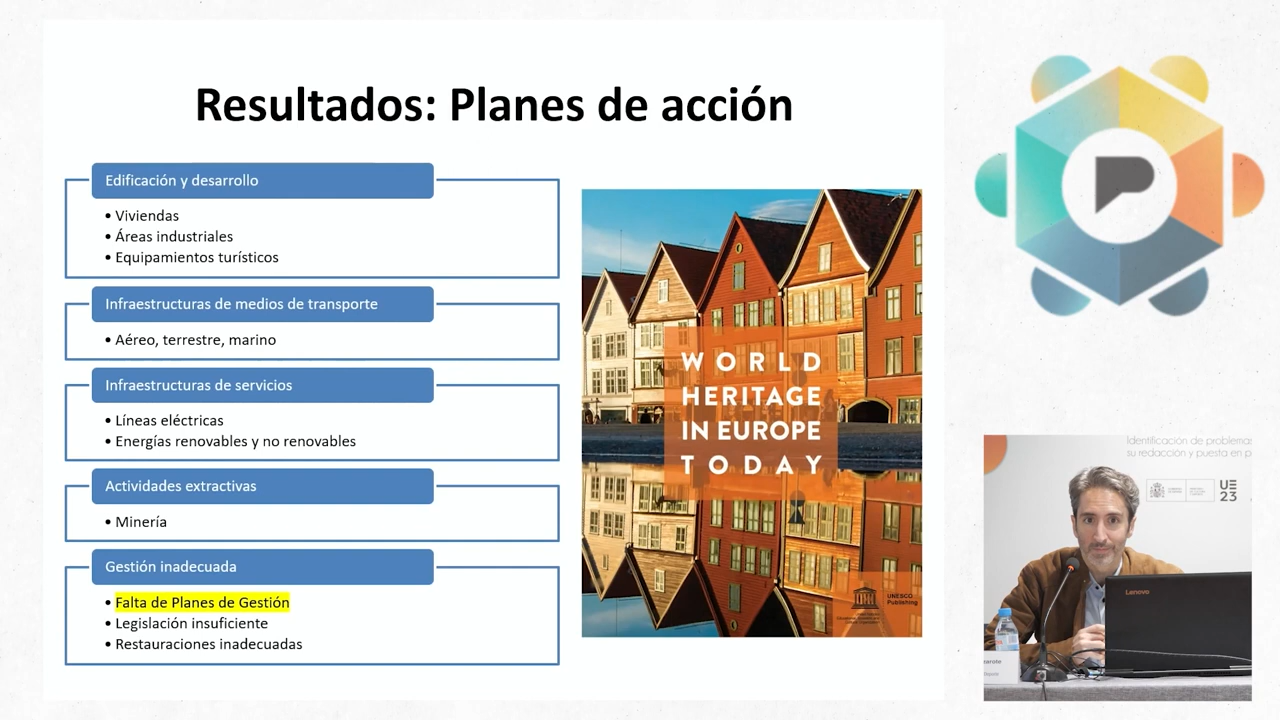 Resultados: Planes de acción
Edificación y desarrollo
• Viviendas
• Áreas industriales
• Equipamientos turísticos
Infraestructuras de medios de transporte
• Aéreo, terrestre, marino
Infraestructuras de servicios
• Líneas eléctricas
• Energías renovables y no renovables
Actividades extractivas
• Minería
Gestión inadecuada
• Falta de Planes de Gestión
• Legislación insuficiente
• Restauraciones inadecuadas
WORLD
HERITAGE
IN EUROPE
TODAY
UNESCO
Publishing
Identificación de problemas
su redacción y puesta en p
UE
23
Lenovo